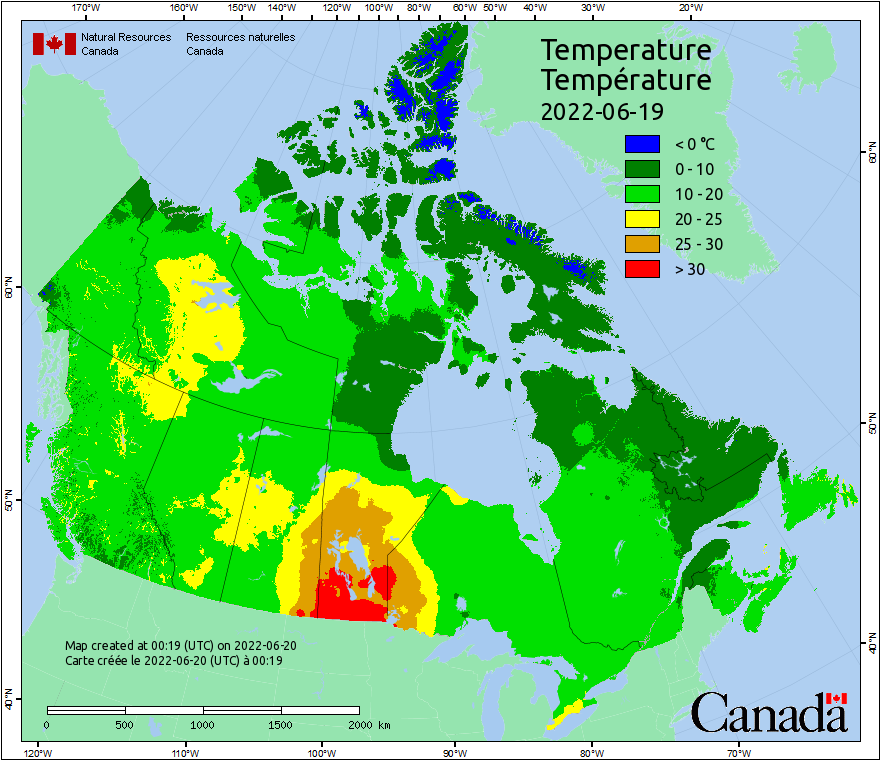 170°W 160°W 150°W 140°W 120°W 100°W 80°W 60°W 50°W 40°W 30°W 20°W
Natural Resources Ressources naturelles
Canada Canada
Temperature
Température
2022-06-19
< 0 °C
0 - 10
10 - 20
20 - 25
25 - 30
> 30
60°N
50°N
40°N
60°N
50°N
40°N
Map created at 00:19 (UTC) on 2022-06-20
Carte créée le 2022-06-20 (UTC) à 00:19
0 500 1000 1500 2000 km
Canada
120°W 110°W 100°W 90°W 80°W 70°W